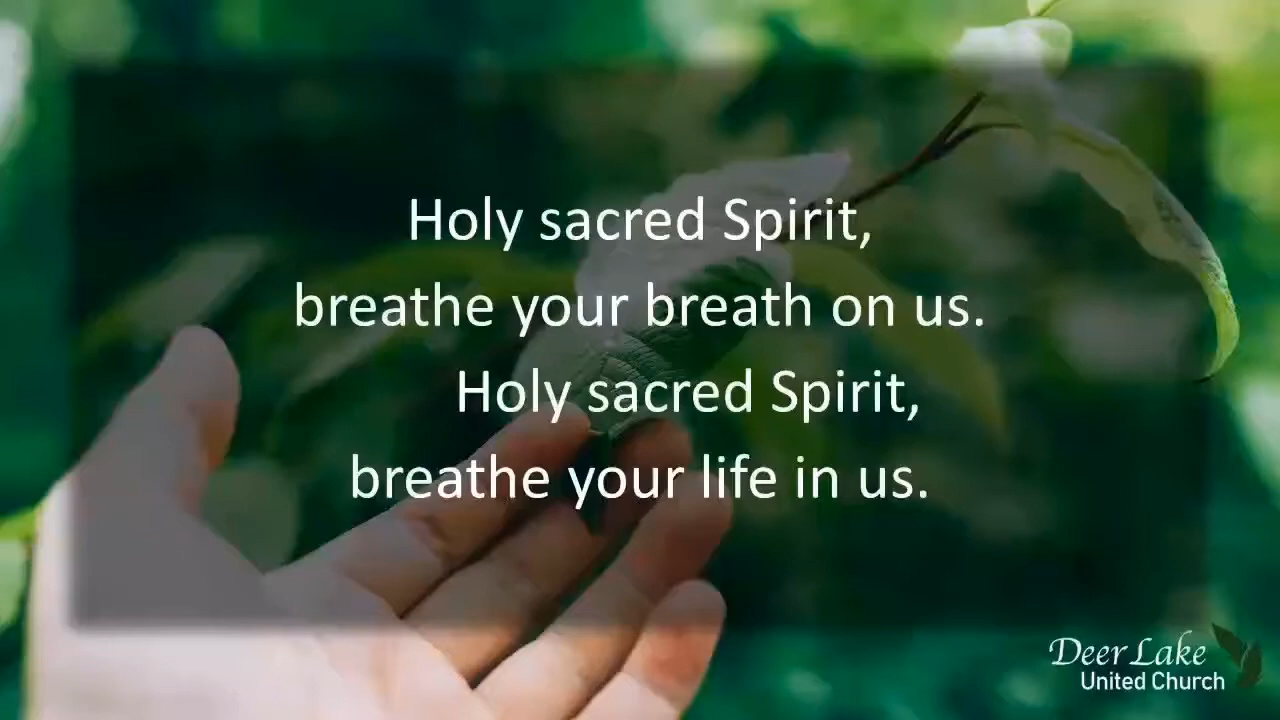 Holy sacred Spirit,
breathe your breath on us.
Holy sacred Spirit,
breathe your life in us.
Deer Lake
United Church